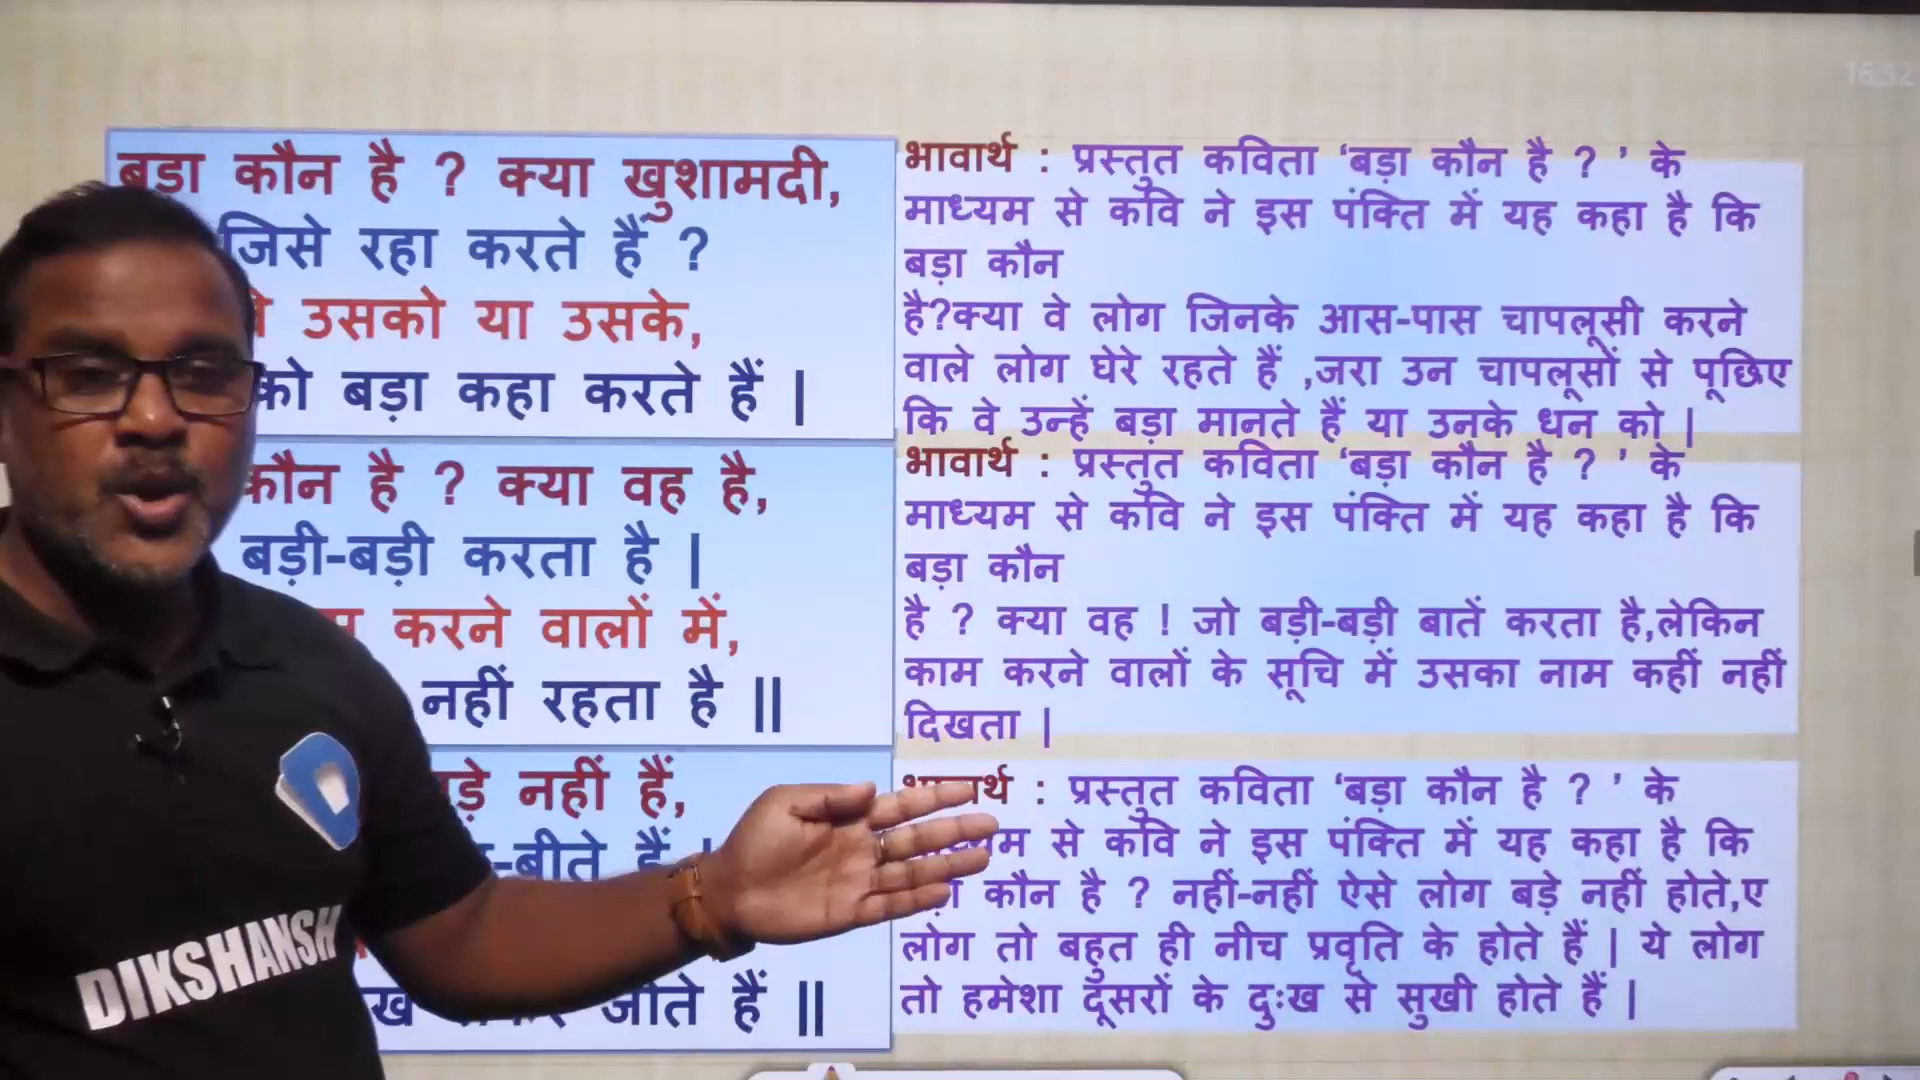 बड़ा कौन है ? क्या खुशामदी,
जिसे रहा करते हैं ?
उसको या उसके,
को बड़ा कहा करते हैं |
कौन है ? क्या वह है,
बड़ी-बड़ी करता है |
करने वालों में,
नहीं रहता है ||
नहीं हैं,
-बीते हैं
जीते हैं ||
भावार्थ : प्रस्तुत कविता ‘बड़ा कौन है ? ’ के
माध्यम से कवि ने इस पंक्ति में यह कहा है कि
बड़ा कौन
है?क्या वे लोग जिनके आस-पास चापलूसी करने
वाले लोग घेरे रहते हैं ,जरा उन चापलूसों से पूछिए
कि वे उन्हें बड़ा मानते हैं या उनके धन को |
भावार्थ : प्रस्तुत कविता ‘बड़ा कौन है ? ’ के
माध्यम से कवि ने इस पंक्ति में यह कहा है कि
बड़ा कौन
है ? क्या वह ! जो बड़ी-बड़ी बातें करता है,लेकिन
काम करने वालों के सूचि में उसका नाम कहीं नहीं
दिखता |
: प्रस्तुत कविता ‘बड़ा कौन है ? ’ के
से कवि ने इस पंक्ति में यह कहा है कि
कौन है ? नहीं-नहीं ऐसे लोग बड़े नहीं होते,ए
लोग तो बहुत ही नीच प्रवृति के होते हैं | ये लोग
तो हमेशा दूसरों के दुःख से सुखी होते हैं |
DIKSHANSH